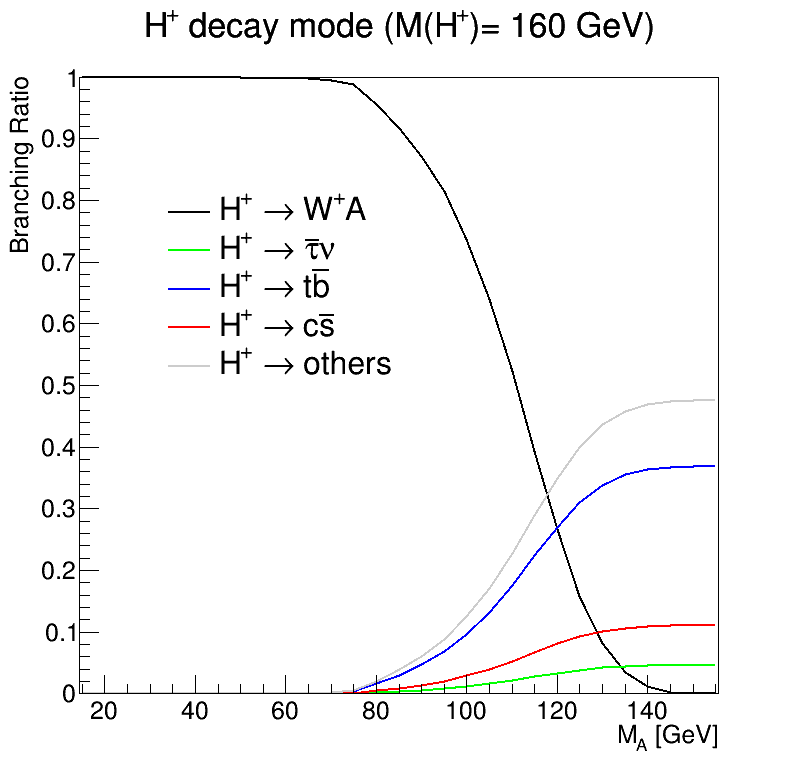 H⁺ decay mode (M(H⁺)= 160 GeV)
Branching Ratio
1
0.9
0.8
0.7
0.6
0.5
0.4
0.3
0.2
0.1
0
H⁺ → W⁺A
H⁺ → τ̅ν
H⁺ → tb̅
H⁺ → cs̅
H⁺ → others
20 40 60 80 100 120 140
M_A [GeV]